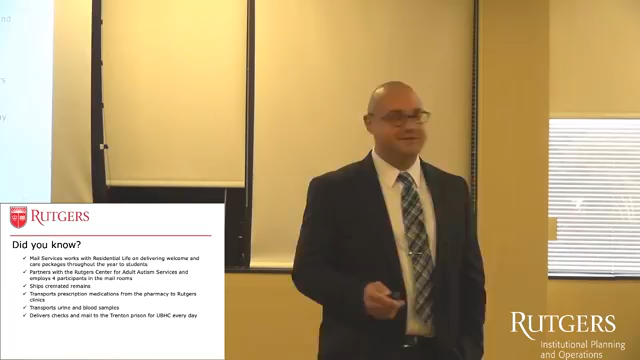 nd
s
y
RUTGERS
Did you know?
Mail Services works with Residential Life on delivering welcome and
care packages throughout the year to students
Partners with the Rutgers Center for Adult Autism Services and
employs 4 participants in the mail rooms
Ships cremated remains
Transports prescription medications from the pharmacy to Rutgers
clinics
Transports urine and blood samples
Delivers checks and mail to the Trenton prison for UBHC every day
RUTGERS
Institutional Planning
and Operations